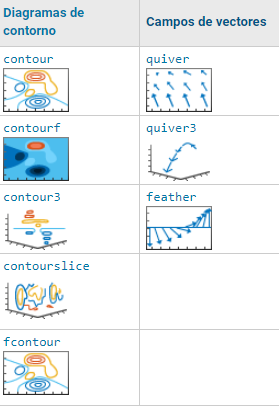 Diagramas de
contorno
Campos de vectores
contour
quiver
contourf
quiver3
contour3
feather
contourslice
fcontour